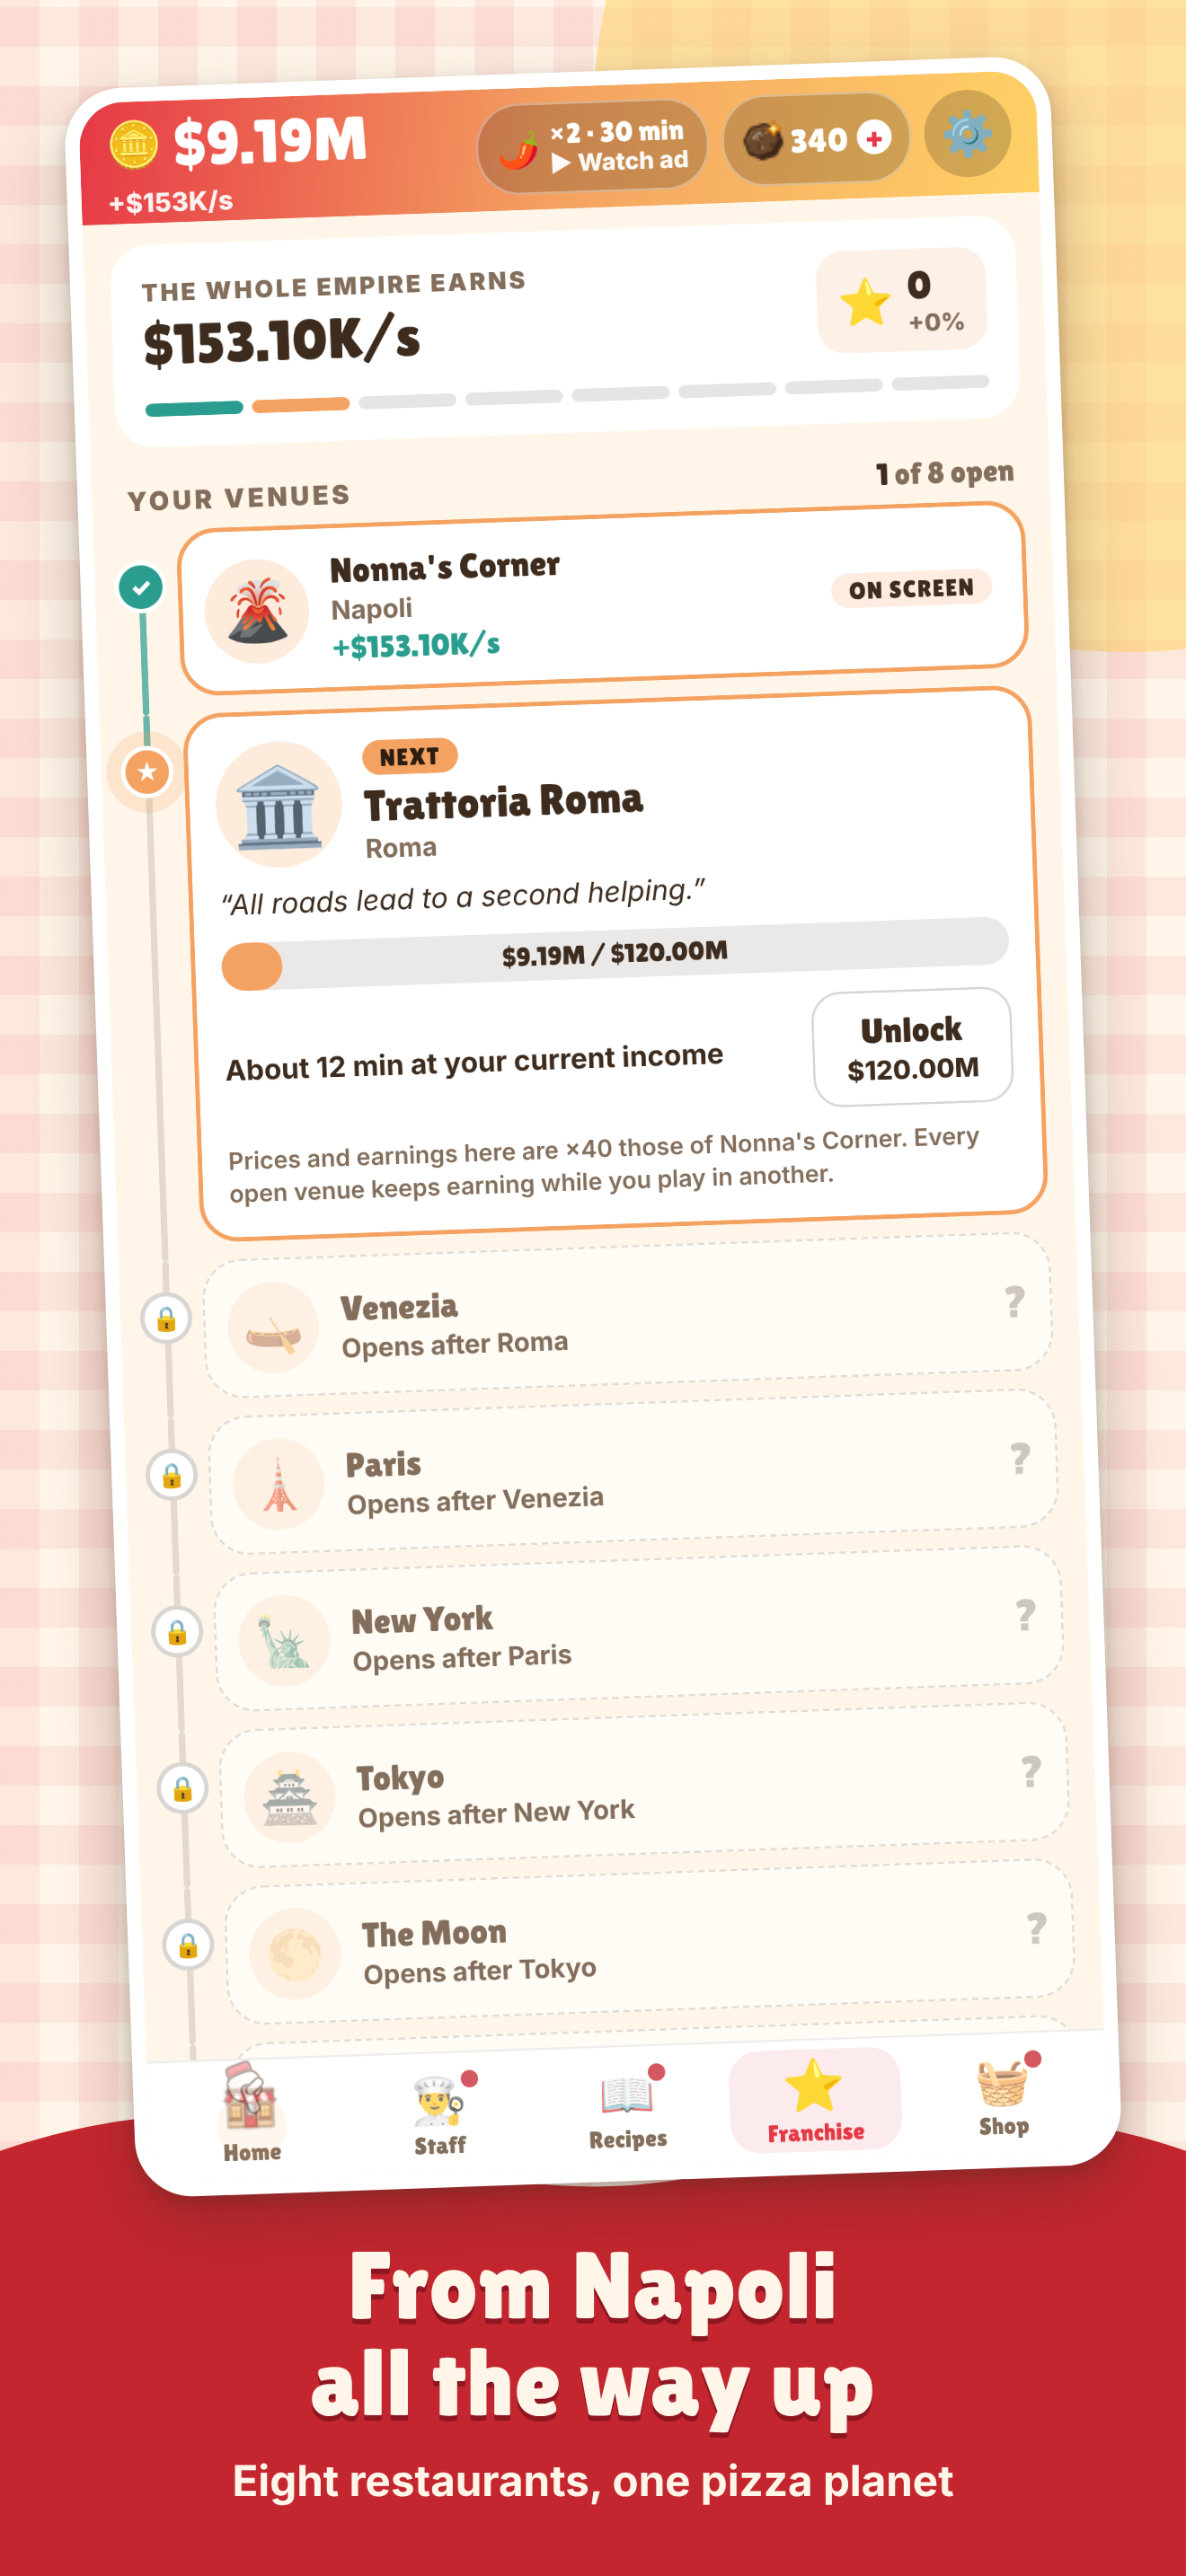 $9.19M
+$153K/s
×2 · 30 min
▶ Watch ad
340 +
THE WHOLE EMPIRE EARNS
$153.10K/s
0
+0%
YOUR VENUES
1 of 8 open
Nonna's Corner
Napoli
+$153.10K/s
ON SCREEN
NEXT
Trattoria Roma
Roma
“All roads lead to a second helping.”
$9.19M / $120.00M
About 12 min at your current income
Unlock
$120.00M
Prices and earnings here are ×40 those of Nonna's Corner. Every
open venue keeps earning while you play in another.
Venezia
Opens after Roma
?
Paris
Opens after Venezia
?
New York
Opens after Paris
?
Tokyo
Opens after New York
?
The Moon
Opens after Tokyo
?
Home
Staff
Recipes
Franchise
Shop
From Napoli
all the way up
Eight restaurants, one pizza planet